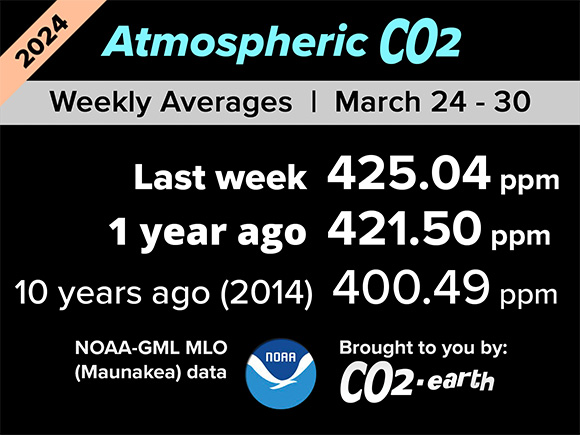 2024
Atmospheric CO2
Weekly Averages | March 24 - 30
Last week 425.04 ppm
1 year ago 421.50 ppm
10 years ago (2014) 400.49 ppm
NOAA-GML MLO
(Maunakea) data
NOAA
Brought to you by:
CO2·earth